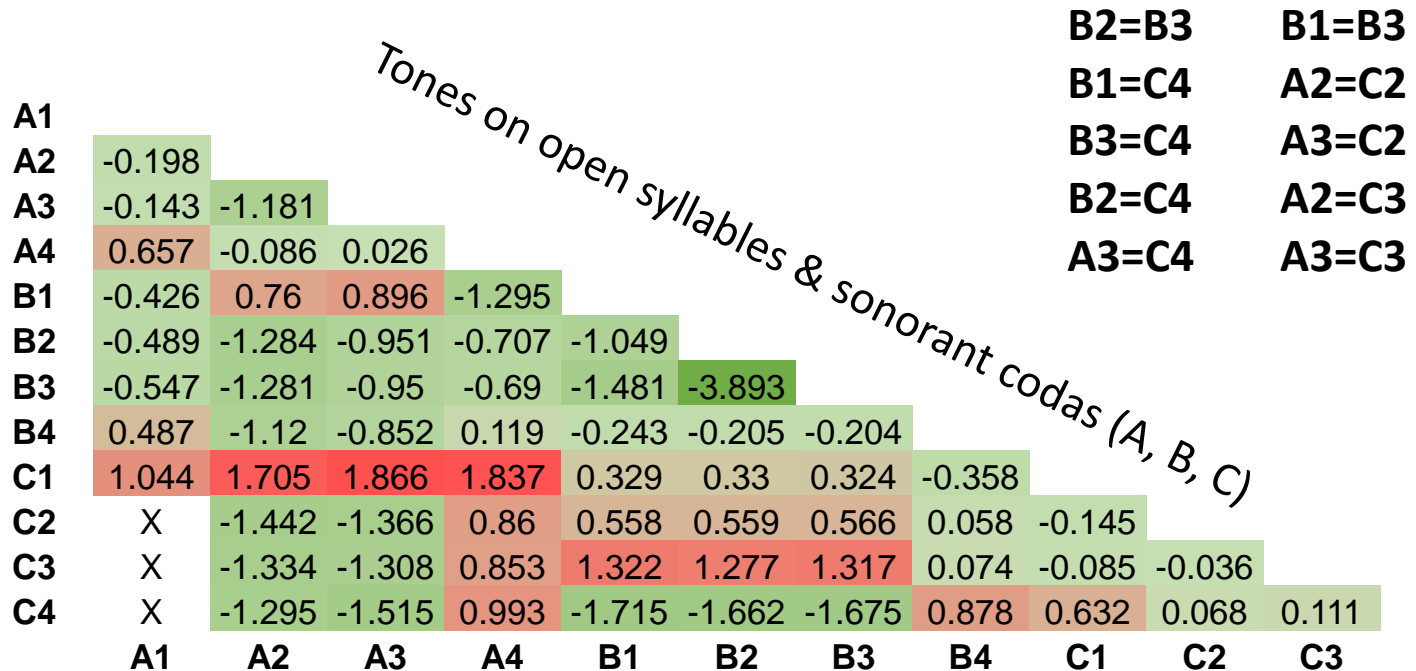 B2=B3 B1=B3
B1=C4 A2=C2
B3=C4 A3=C2
B2=C4 A2=C3
A3=C4 A3=C3
Tones on open syllables & sonorant codas (A, B, C)
A1
A2 -0.198
A3 -0.143 -1.181
A4 0.657 -0.086 0.026
B1 -0.426 0.76 0.896 -1.295
B2 -0.489 -1.284 -0.951 -0.707 -1.049
B3 -0.547 -1.281 -0.95 -0.69 -1.481 -3.893
B4 0.487 -1.12 -0.852 0.119 -0.243 -0.205 -0.204
C1 1.044 1.705 1.866 1.837 0.329 0.33 0.324 -0.358
C2 X -1.442 -1.366 0.86 0.558 0.559 0.566 0.058 -0.145
C3 X -1.334 -1.308 0.853 1.322 1.277 1.317 0.074 -0.085 -0.036
C4 X -1.295 -1.515 0.993 -1.715 -1.662 -1.675 0.878 0.632 0.068 0.111
A1 A2 A3 A4 B1 B2 B3 B4 C1 C2 C3